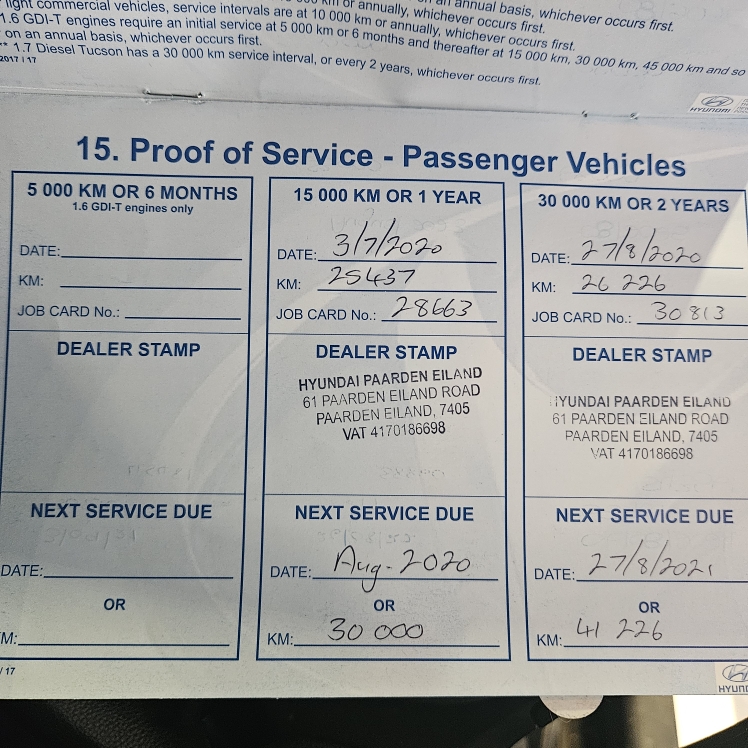 light commercial vehicles, service intervals are at 10 000 km or annually, whichever occurs first.
1.6 GDI-T engines require an initial service at 5 000 km or 6 months and thereafter at 15 000 km, 30 000 km, 45 000 km and so
on an annual basis, whichever occurs first.
** 1.7 Diesel Tucson has a 30 000 km service interval, or every 2 years, whichever occurs first.
2017 / 17
HYUNDAI
15. Proof of Service - Passenger Vehicles
5 000 KM OR 6 MONTHS
1.6 GDI-T engines only
DATE:
KM:
JOB CARD No.:
DEALER STAMP
NEXT SERVICE DUE
DATE:
OR
M:
15 000 KM OR 1 YEAR
DATE: 3/7/2020
KM: 25437
JOB CARD No.: 28663
DEALER STAMP
HYUNDAI PAARDEN EILAND
61 PAARDEN EILAND ROAD
PAARDEN EILAND, 7405
VAT 4170186698
NEXT SERVICE DUE
DATE: Aug-2020
OR
KM: 30 000
30 000 KM OR 2 YEARS
DATE: 27/8/2020
KM: 26 226
JOB CARD No.: 30813
DEALER STAMP
HYUNDAI PAARDEN EILAND
61 PAARDEN EILAND ROAD
PAARDEN EILAND, 7405
VAT 4170186698
NEXT SERVICE DUE
DATE: 27/8/2021
OR
KM: 41 226
/ 17
HYUND